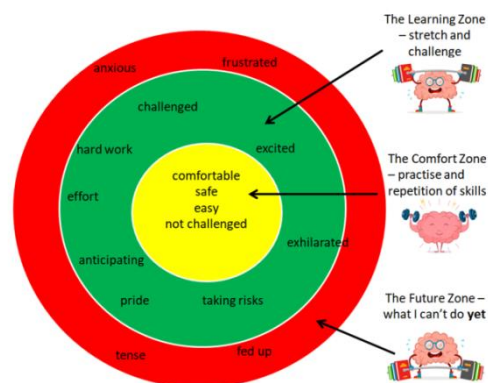 The Learning Zone
– stretch and
challenge
anxious
frustrated
challenged
hard work
excited
The Comfort Zone
– practise and
repetition of skills
comfortable
safe
easy
not challenged
effort
exhilarated
anticipating
pride
taking risks
The Future Zone –
what I can't do yet
tense
fed up